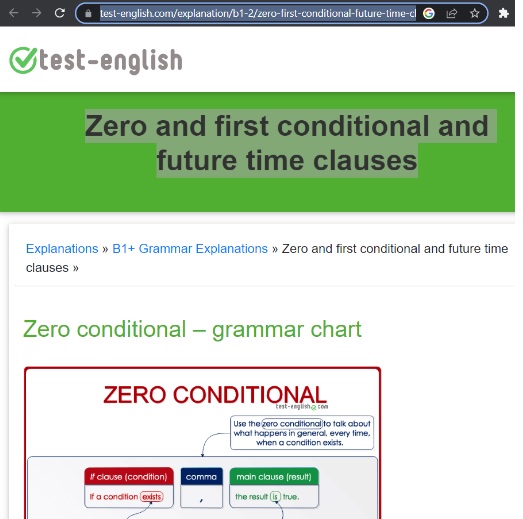 test-english.com/explanation/b1-2/zero-first-conditional-future-time-cl
test-english
Zero and first conditional and
future time clauses
Explanations » B1+ Grammar Explanations » Zero and first conditional and future time
clauses »
Zero conditional – grammar chart
ZERO CONDITIONAL
test-english.com
Use the zero conditional to talk about
what happens in general, every time,
when a condition exists.
if clause (condition) comma main clause (result)
If a condition exists , the result is true.